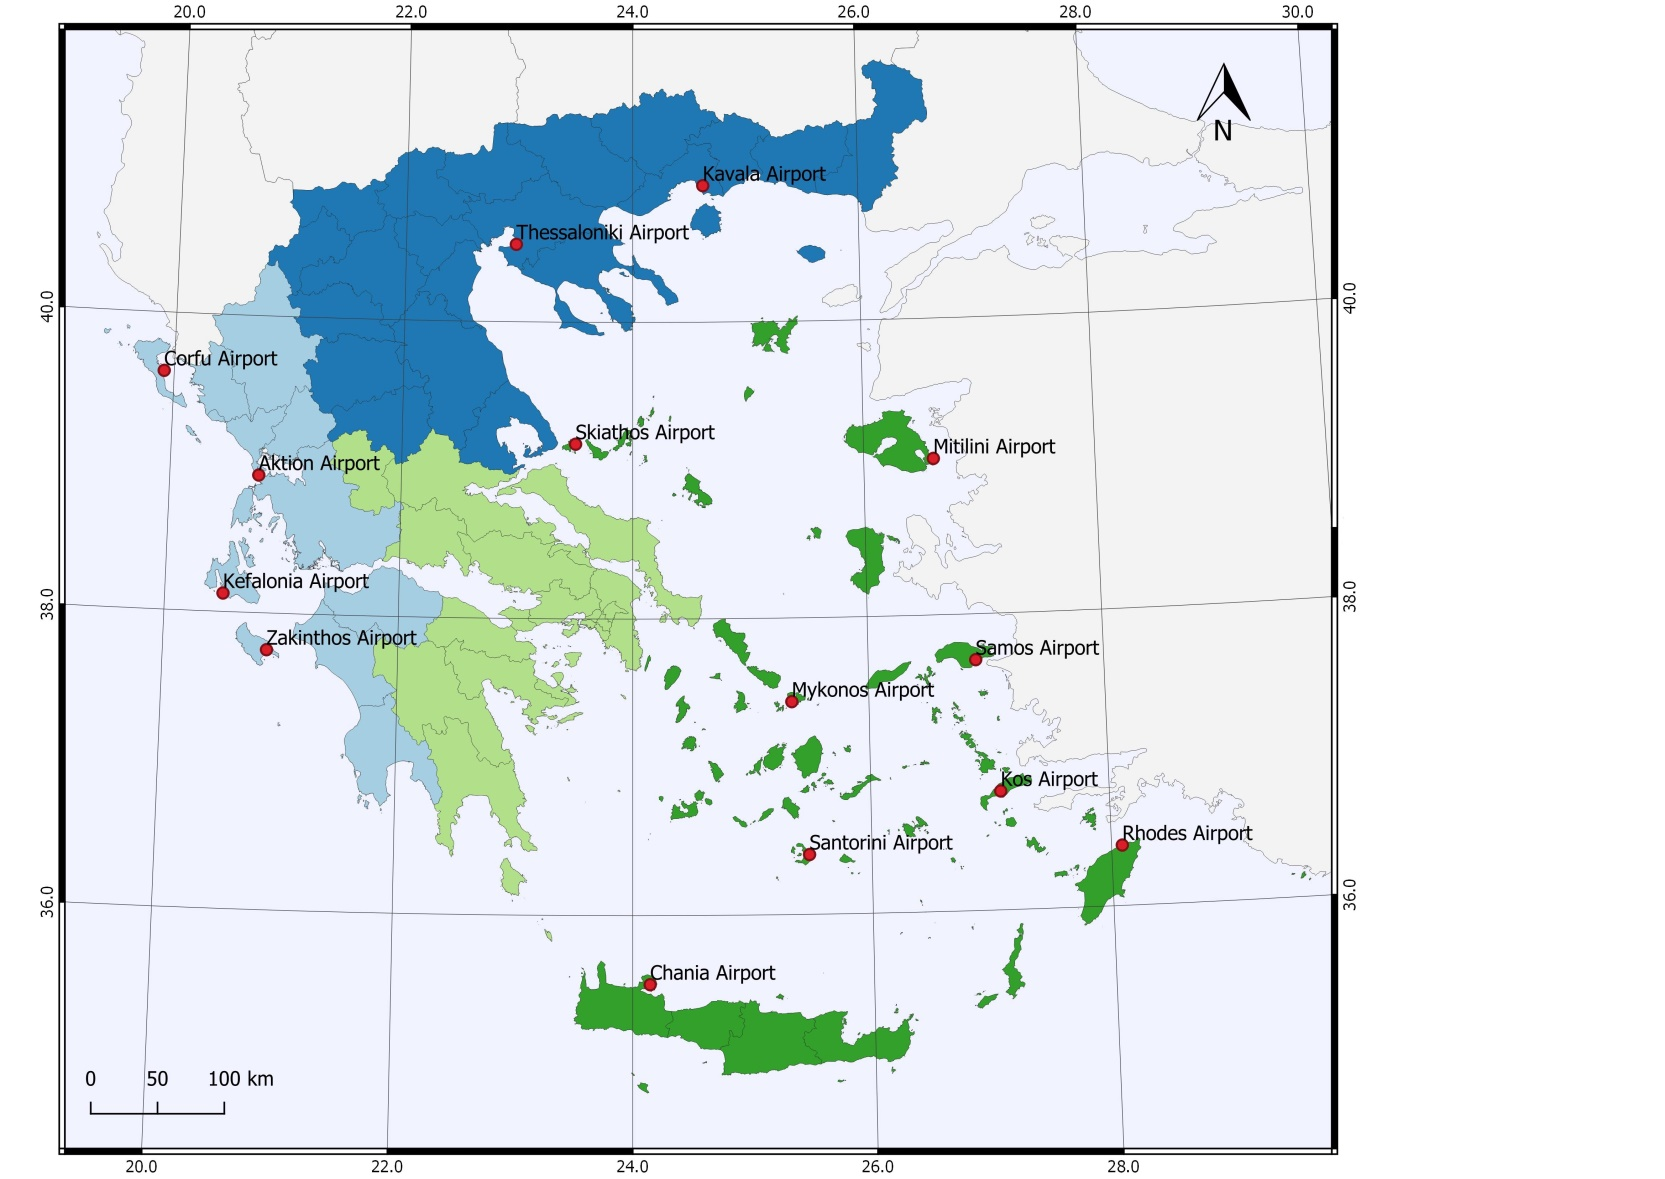 20.0 22.0 24.0 26.0 28.0 30.0
N
Kavala Airport
Thessaloniki Airport
40.0 40.0
Corfu Airport
Skiathos Airport
Mitilini Airport
Aktion Airport
Kefalonia Airport
38.0 38.0
Zakinthos Airport
Samos Airport
Mykonos Airport
Kos Airport
Rhodes Airport
Santorini Airport
36.0 36.0
Chania Airport
0 50 100 km
20.0 22.0 24.0 26.0 28.0